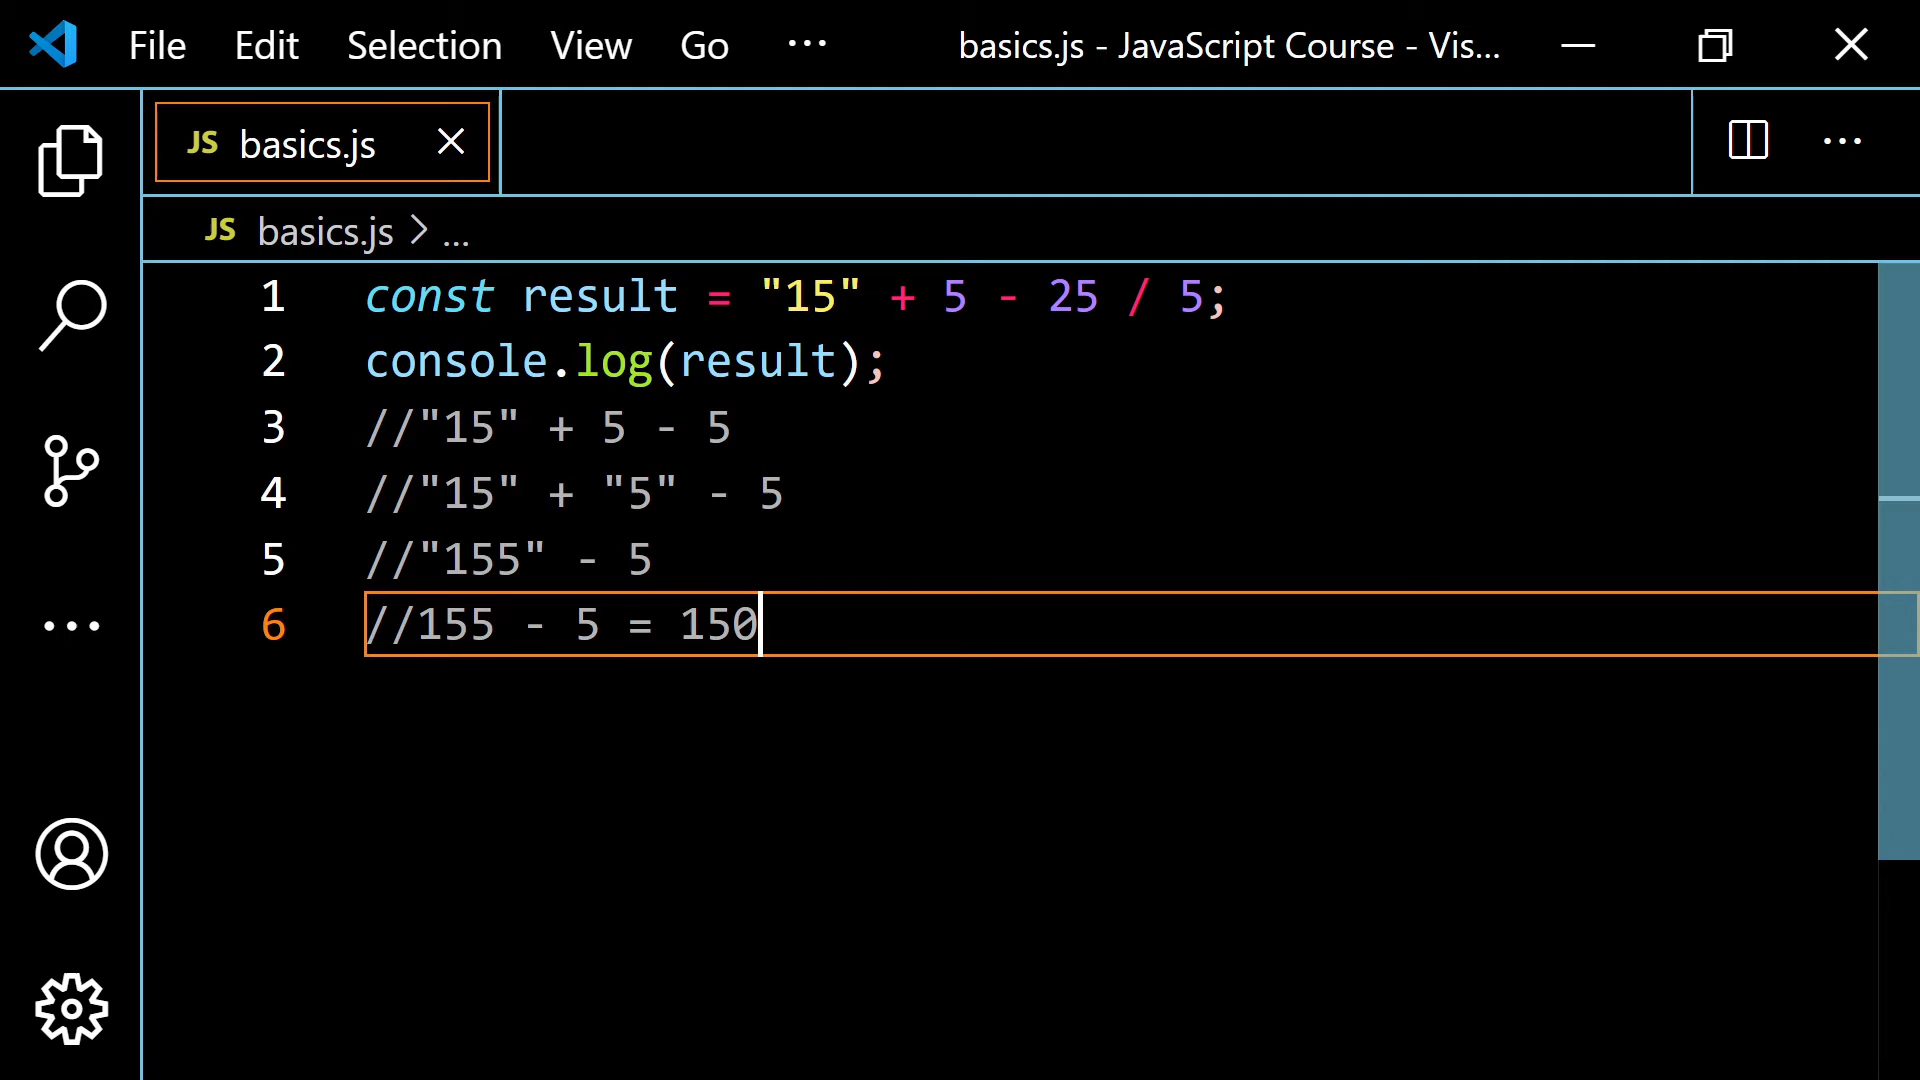 File Edit Selection View Go ··· basics.js - JavaScript Course - Vis...
JS basics.js
JS basics.js > ...
1 const result = "15" + 5 - 25 / 5;
2 console.log(result);
3 //"15" + 5 - 5
4 //"15" + "5" - 5
5 //"155" - 5
6 //155 - 5 = 150